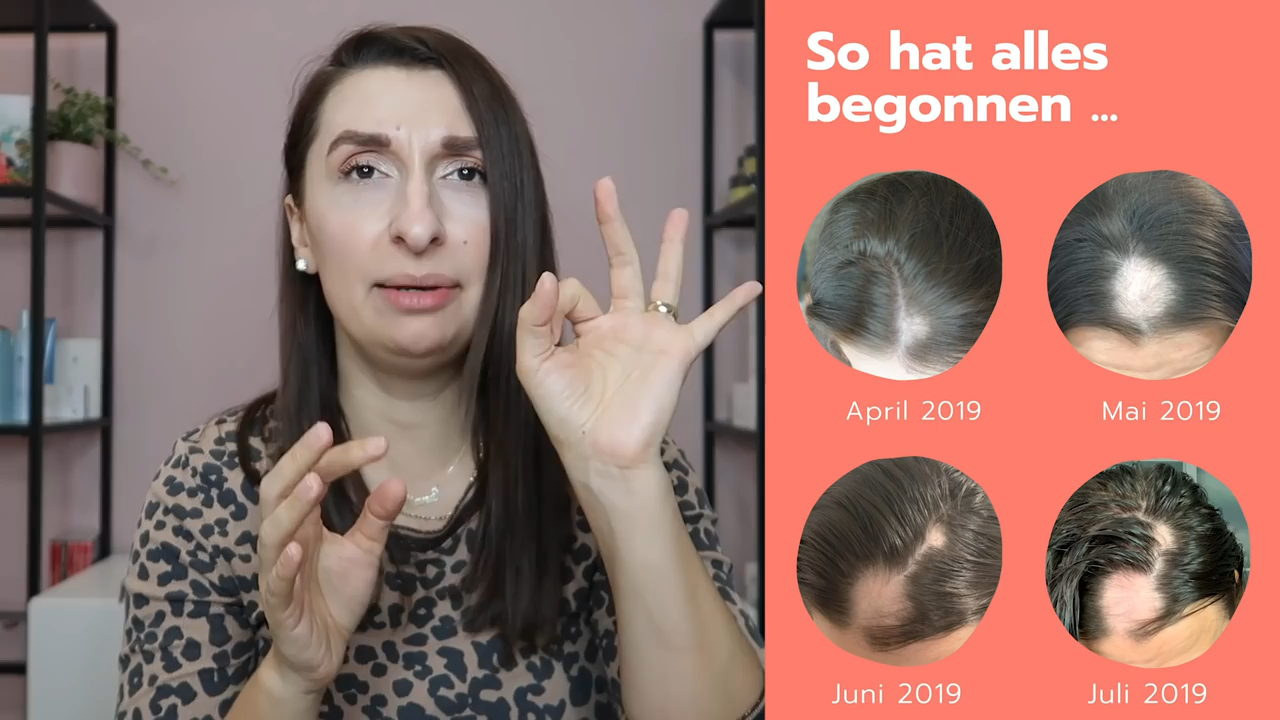 So hat alles
begonnen ...
April 2019
Mai 2019
Juni 2019
Juli 2019